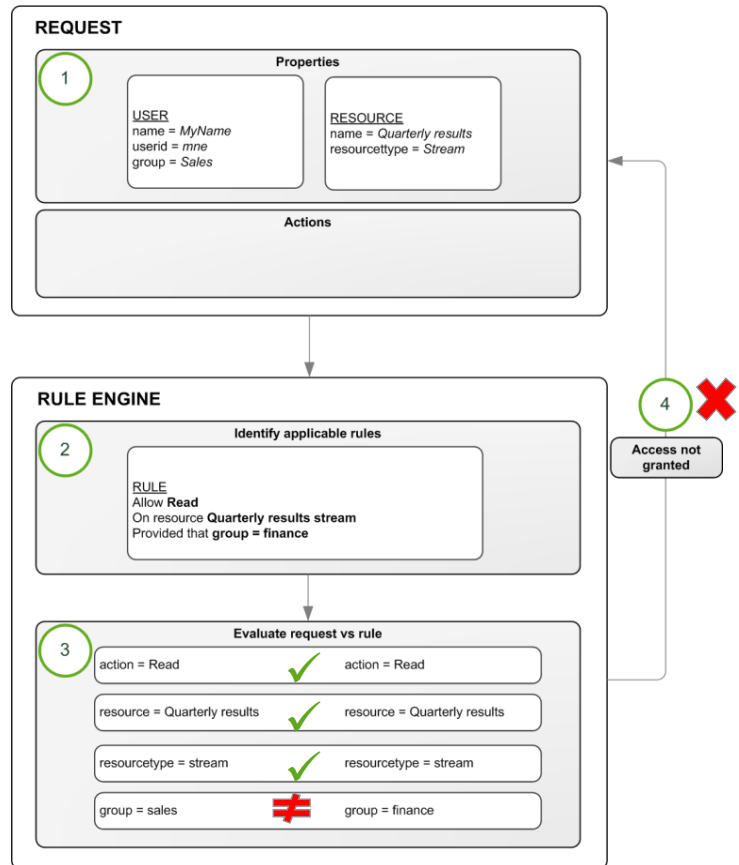 REQUEST
Properties
1
USER
name = MyName
userid = mne
group = Sales
RESOURCE
name = Quarterly results
resourcettype = Stream
Actions
RULE ENGINE
2
Identify applicable rules
RULE
Allow Read
On resource Quarterly results stream
Provided that group = finance
3
Evaluate request vs rule
action = Read
action = Read
resource = Quarterly results
resource = Quarterly results
resourcetype = stream
resourcetype = stream
group = sales
≠
group = finance
4
Access not
granted